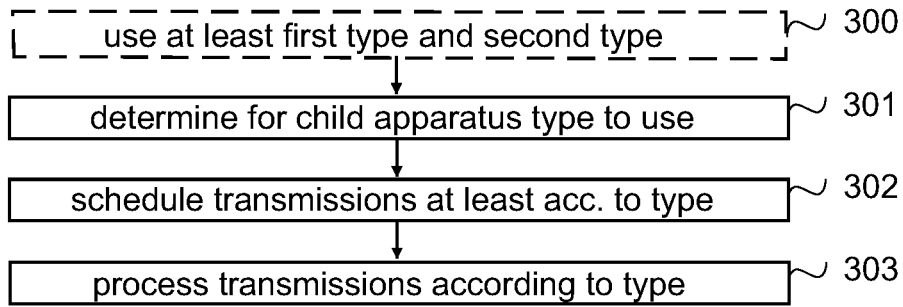 use at least first type and second type 300
determine for child apparatus type to use 301
schedule transmissions at least acc. to type 302
process transmissions according to type 303